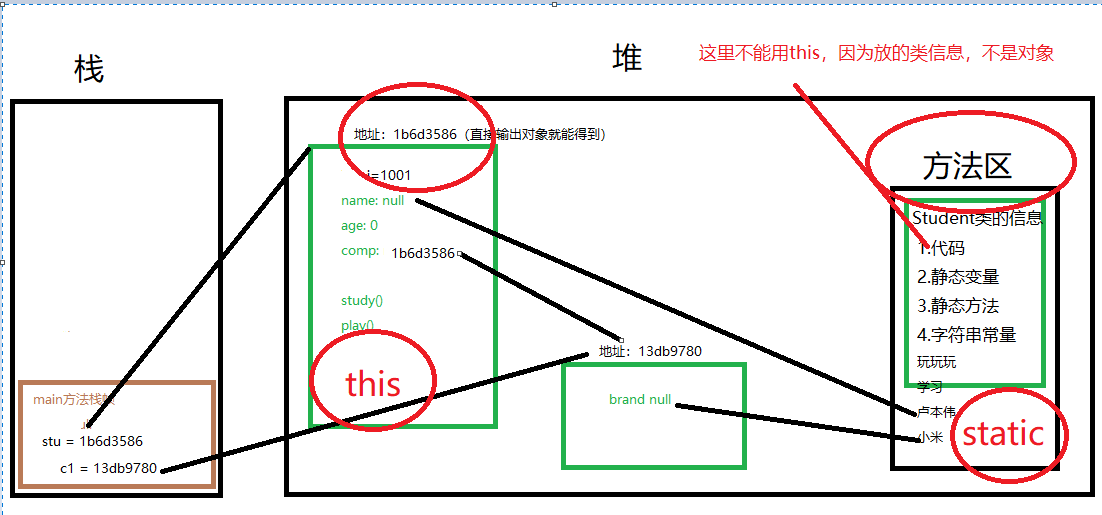 栈
堆
这里不能用this，因为放的类信息，不是对象
地址：1b6d3586（直接输出对象就能得到）
方法区
i=1001
name: null
age: 0
comp: 1b6d3586
study()
play()
this
Student类的信息
1.代码
2.静态变量
3.静态方法
4.字符串常量
玩玩玩
学习
卢本伟
小米
static
地址：13db9780
brand null
main方法栈帧
stu = 1b6d3586
c1 = 13db9780